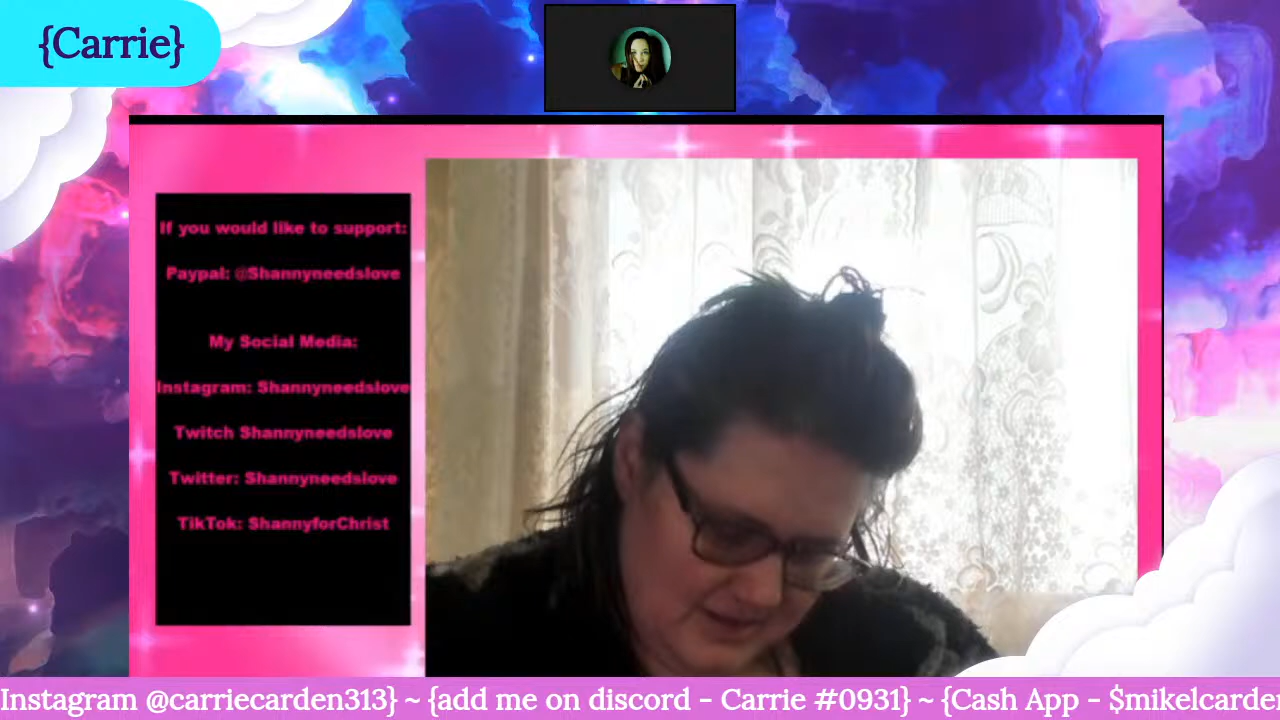 {Carrie}
If you would like to support:
Paypal: @Shannyneedslove
My Social Media:
Instagram: Shannyneedslove
Twitch Shannyneedslove
Twitter: Shannyneedslove
TikTok: ShannyforChrist
Instagram @carriecarden313} ~ {add me on discord - Carrie #0931} ~ {Cash App - $mikelcarden